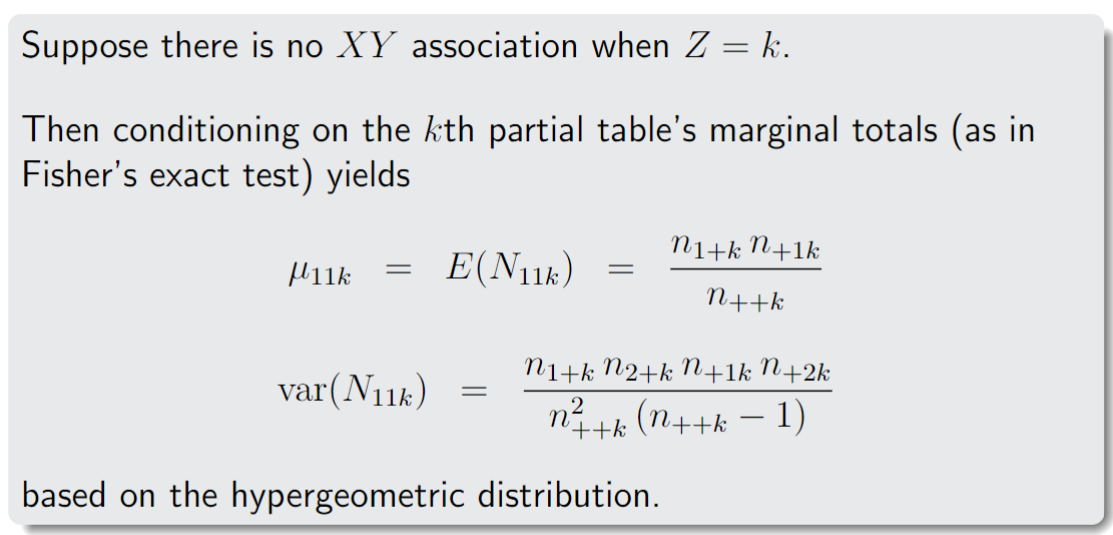 Suppose there is no XY association when Z = k.
Then conditioning on the kth partial table's marginal totals (as in
Fisher's exact test) yields
μ₁₁ₖ = E(N₁₁ₖ) = n₁₊ₖ n₊₁ₖ / n₊₊ₖ
var(N₁₁ₖ) = n₁₊ₖ n₂₊ₖ n₊₁ₖ n₊₂ₖ / n²₊₊ₖ (n₊₊ₖ − 1)
based on the hypergeometric distribution.